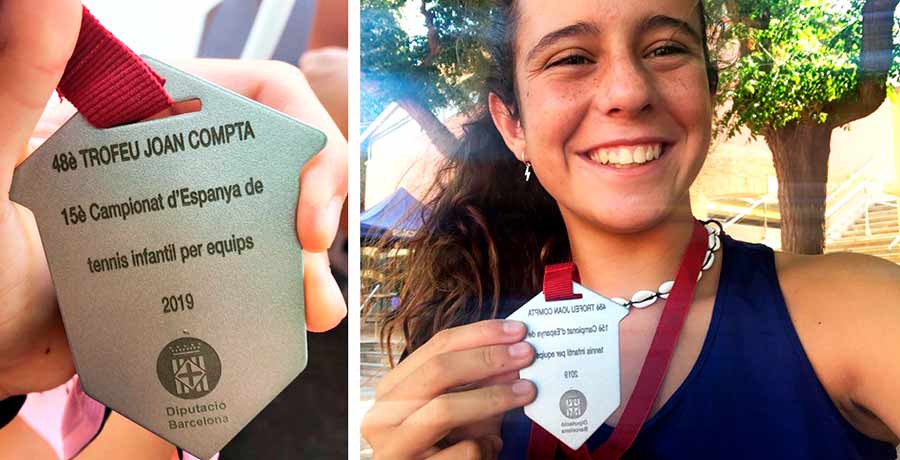 48è TROFEU JOAN COMPTA
15è Campionat d'Espanya de
tennis infantil per equips
2019
Diputació
Barcelona
48è TROFEU JOAN COMPTA
15è Campionat d'Espanya de
tennis infantil per equips
2019
Diputació
Barcelona